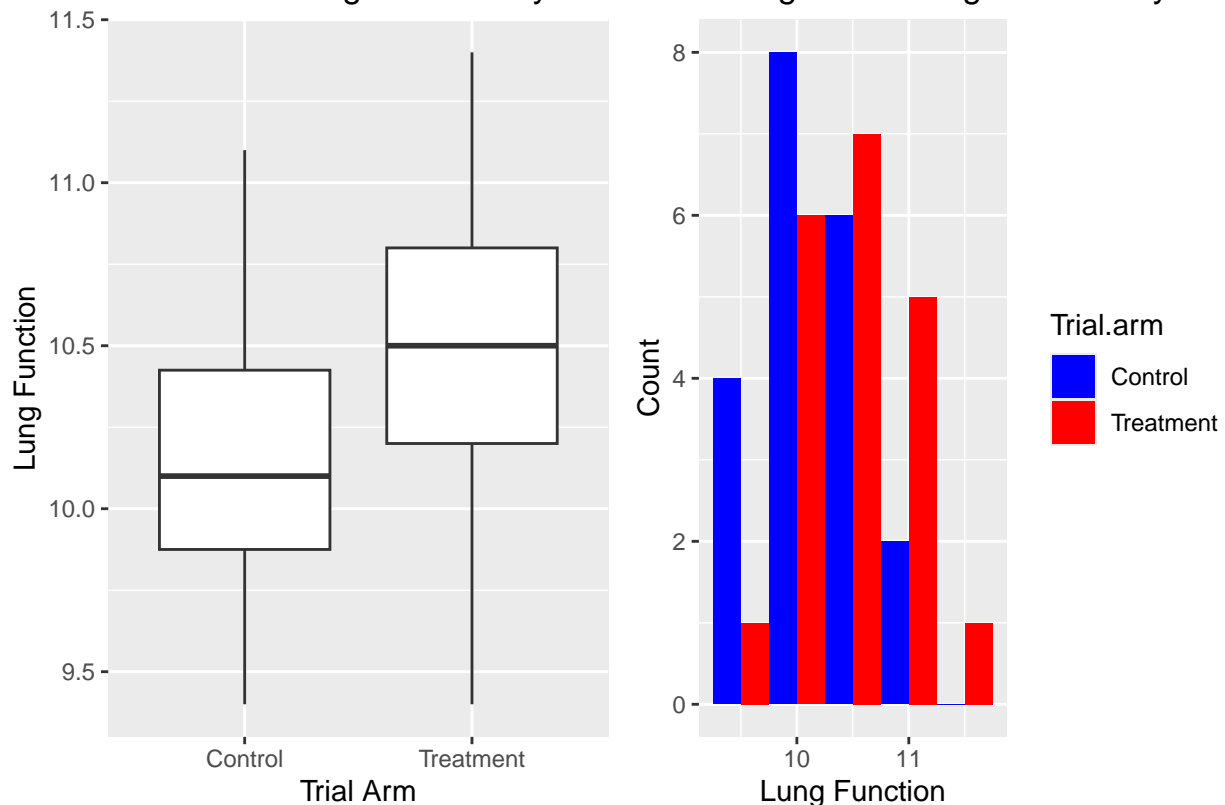 11.5
11.0
10.5
10.0
9.5
Lung Function
Control
Treatment
Trial Arm
8
6
4
2
0
Count
10
11
Lung Function
Trial.arm
Control
Treatment